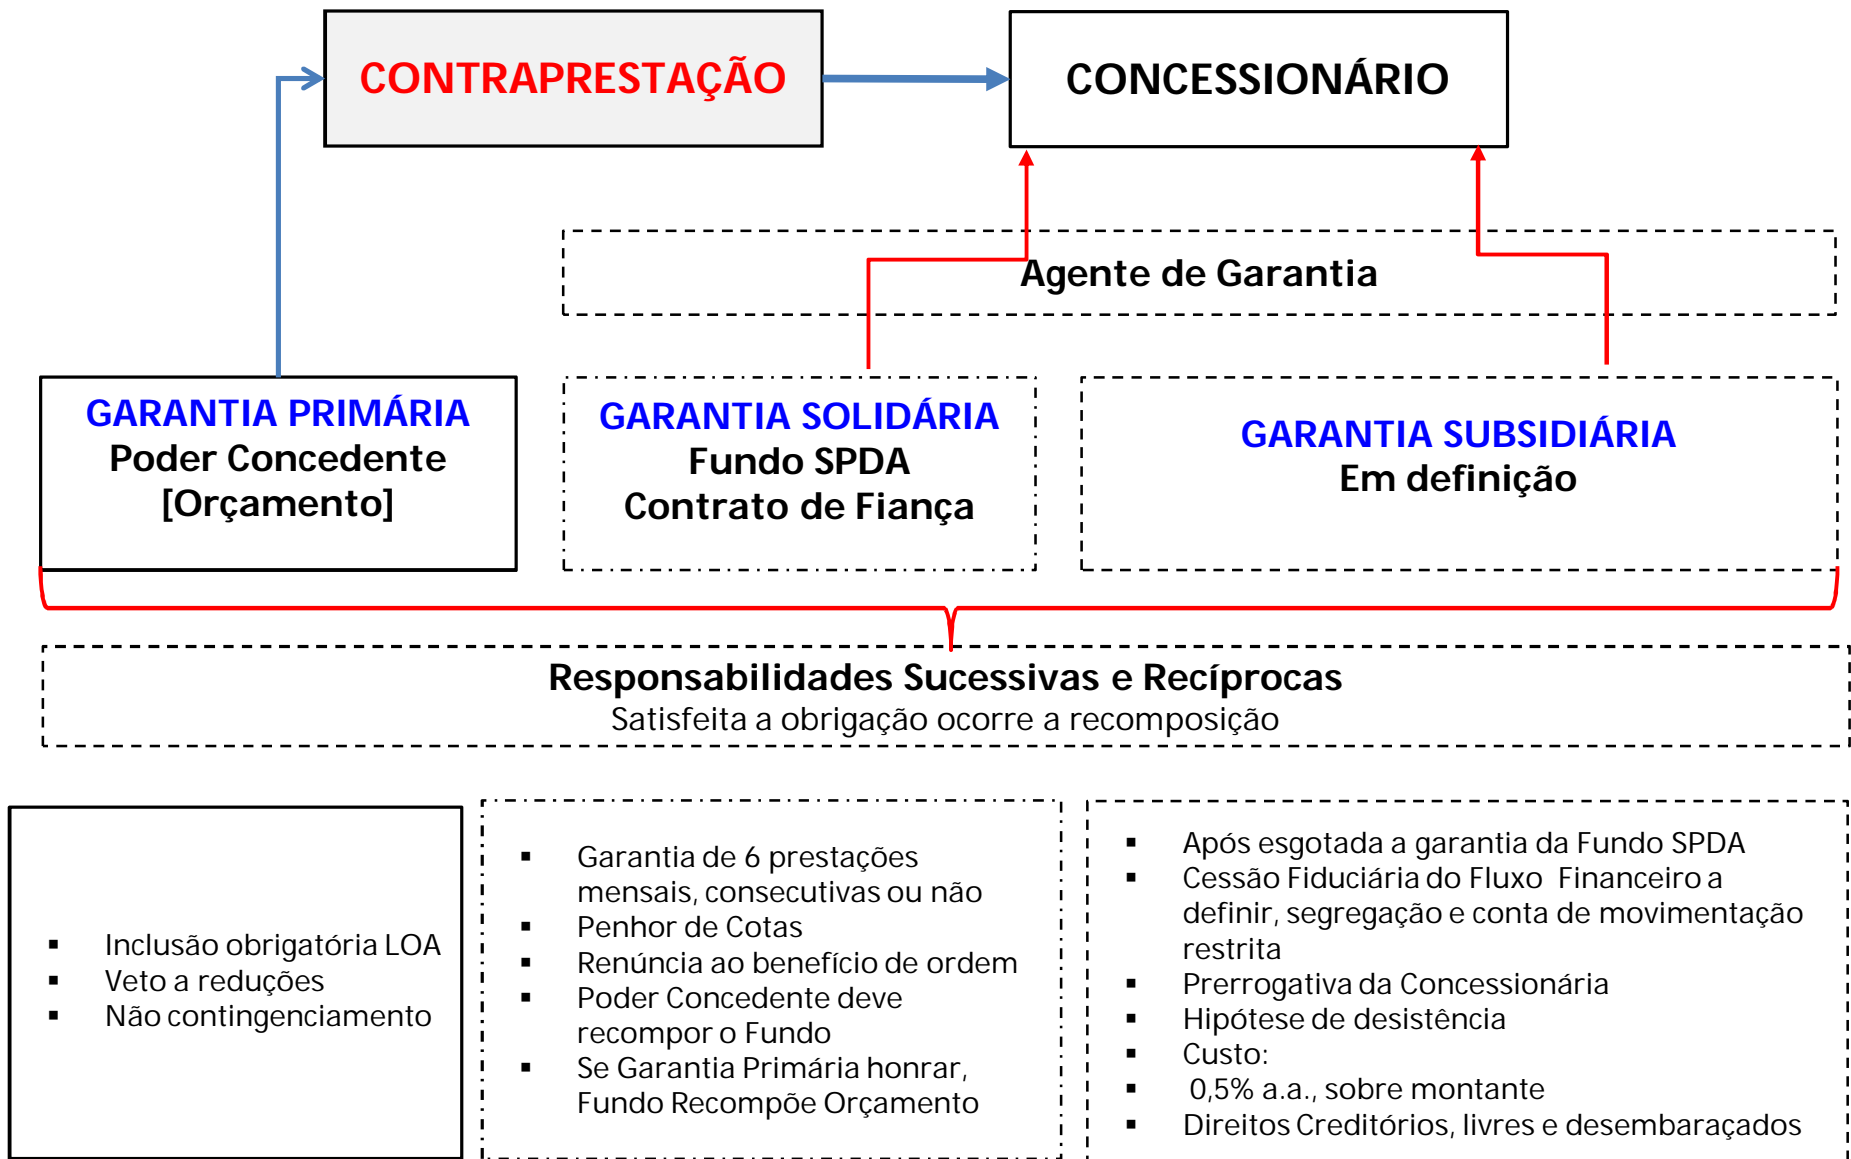 CONTRAPRESTAÇÃO
CONCESSIONÁRIO
Agente de Garantia
GARANTIA PRIMÁRIA
Poder Concedente
[Orçamento]
GARANTIA SOLIDÁRIA
Fundo SPDA
Contrato de Fiança
GARANTIA SUBSIDIÁRIA
Em definição
Responsabilidades Sucessivas e Recíprocas
Satisfeita a obrigação ocorre a recomposição
▪ Inclusão obrigatória LOA
▪ Veto a reduções
▪ Não contingenciamento
▪ Garantia de 6 prestações
mensais, consecutivas ou não
▪ Penhor de Cotas
▪ Renúncia ao benefício de ordem
▪ Poder Concedente deve
recompor o Fundo
▪ Se Garantia Primária honrar,
Fundo Recompõe Orçamento
▪ Após esgotada a garantia da Fundo SPDA
▪ Cessão Fiduciária do Fluxo Financeiro a
definir, segregação e conta de movimentação
restrita
▪ Prerrogativa da Concessionária
▪ Hipótese de desistência
▪ Custo:
▪ 0,5% a.a., sobre montante
▪ Direitos Creditórios, livres e desembaraçados